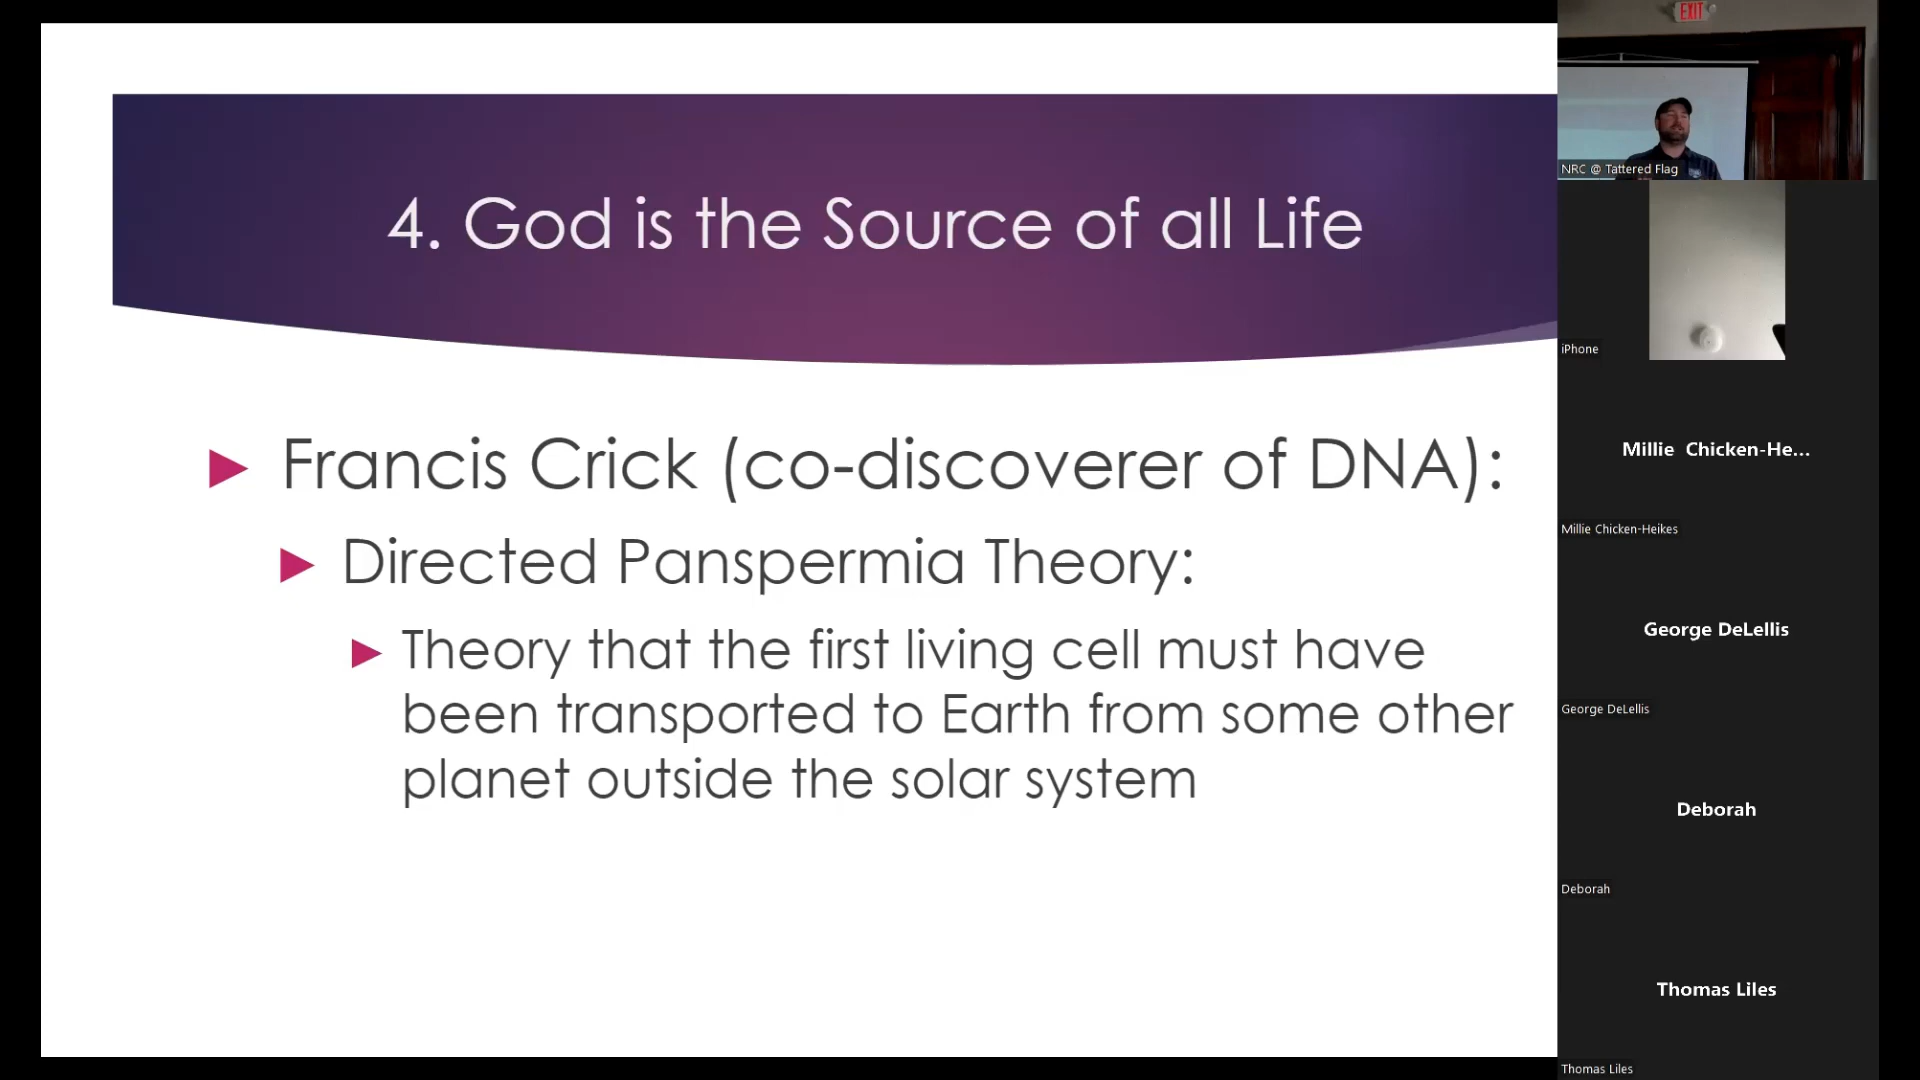 4. God is the Source of all Life
Francis Crick (co-discoverer of DNA):
Directed Panspermia Theory:
Theory that the first living cell must have
been transported to Earth from some other
planet outside the solar system
EXIT
NRC @ Tattered Flag
iPhone
Millie Chicken-He...
Millie Chicken-Heikes
George DeLellis
George DeLellis
Deborah
Deborah
Thomas Liles
Thomas Liles